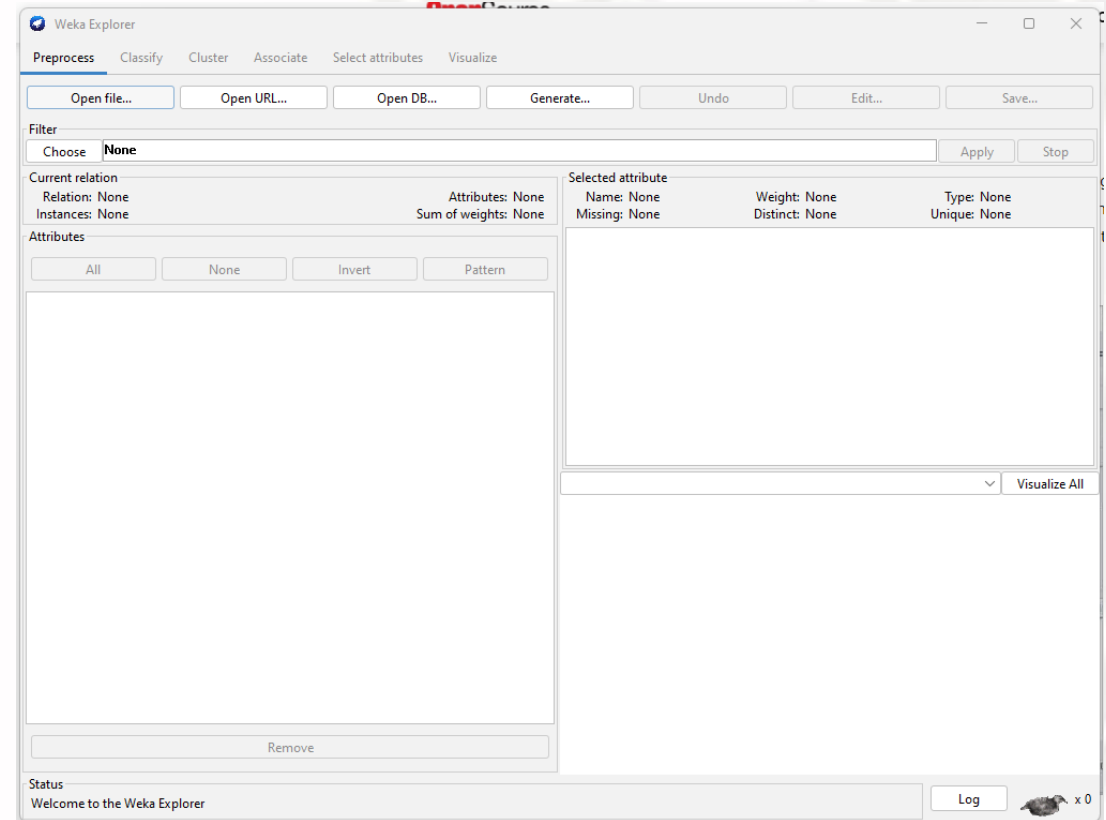 Weka Explorer
Preprocess Classify Cluster Associate Select attributes Visualize
Open file... Open URL... Open DB... Generate... Undo Edit... Save...
Filter
Choose None Apply Stop
Current relation
Relation: None Attributes: None
Instances: None Sum of weights: None
Selected attribute
Name: None Weight: None Type: None
Missing: None Distinct: None Unique: None
Attributes
All None Invert Pattern
Visualize All
Remove
Status
Welcome to the Weka Explorer
Log x 0